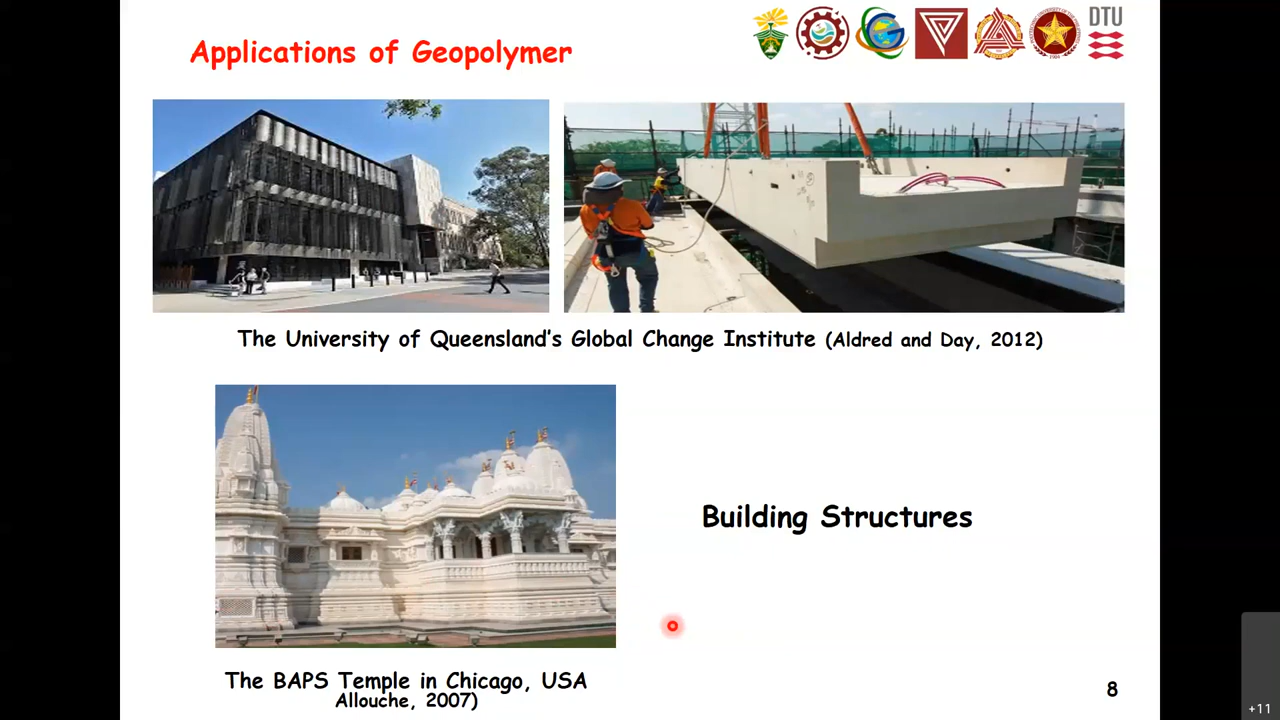 Applications of Geopolymer
DTU
The University of Queensland's Global Change Institute (Aldred and Day, 2012)
Building Structures
The BAPS Temple in Chicago, USA
Allouche, 2007)
8
+11